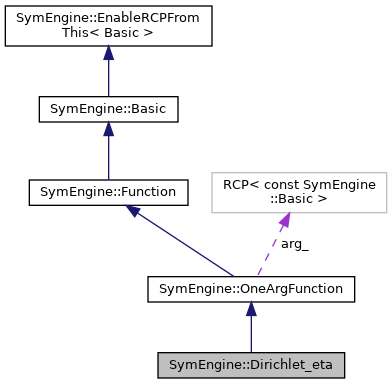 SymEngine::EnableRCPFrom
This< Basic >
SymEngine::Basic
SymEngine::Function
RCP< const SymEngine
::Basic >
arg_
SymEngine::OneArgFunction
SymEngine::Dirichlet_eta